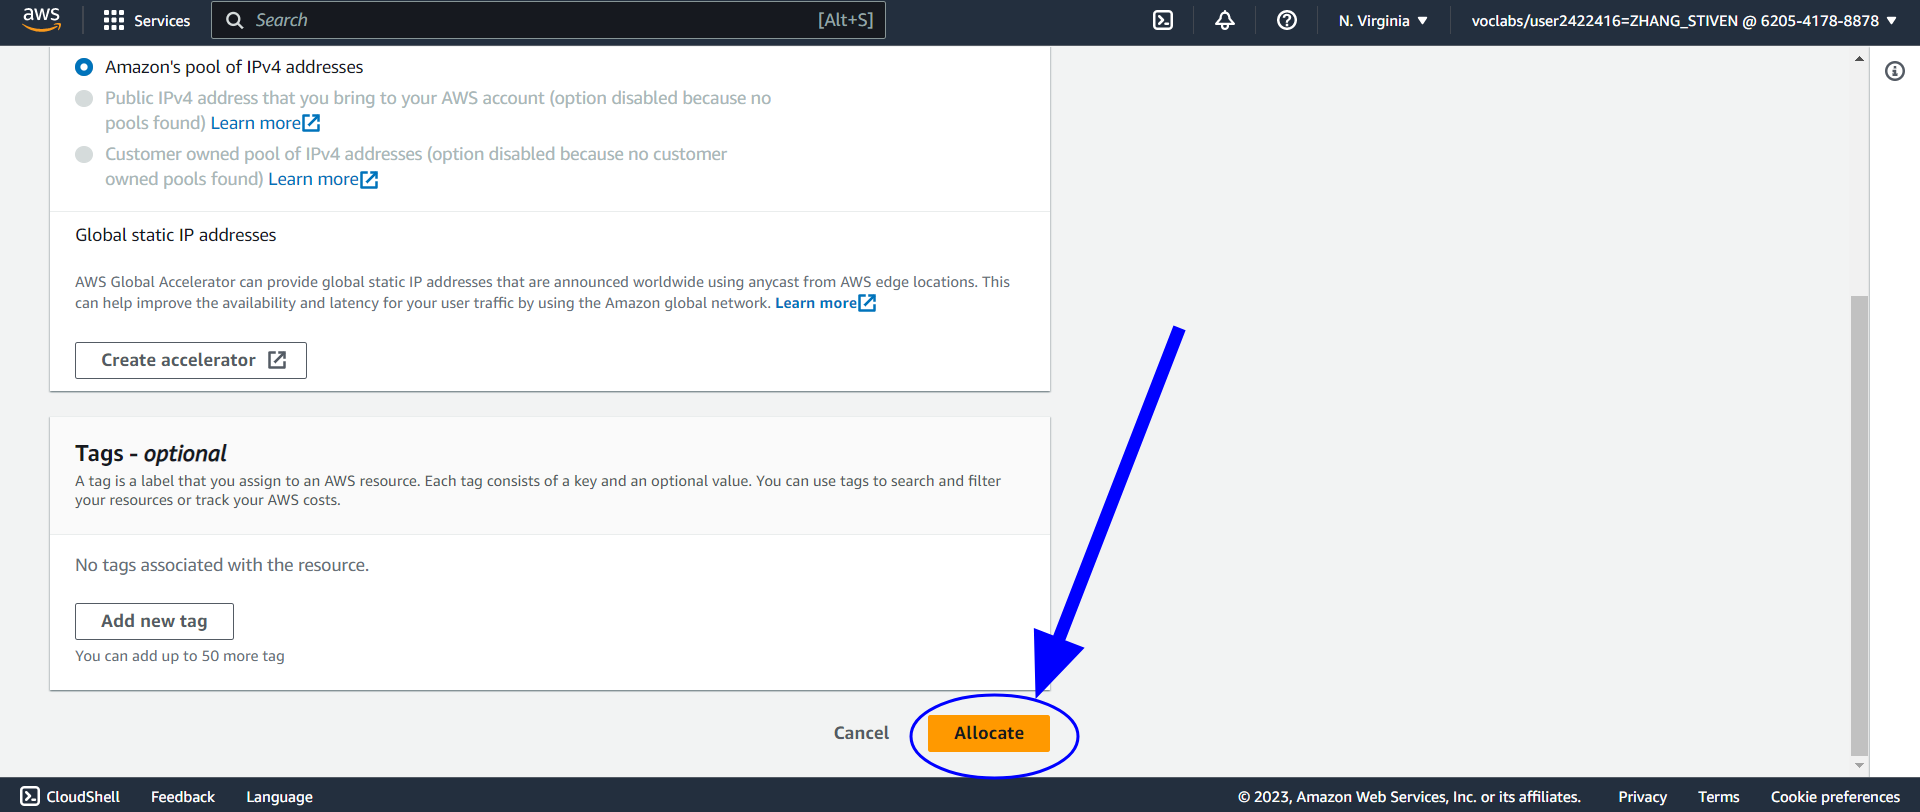 aws
Services
Search
[Alt+S]
N. Virginia
voclabs/user2422416=ZHANG_STIVEN @ 6205-4178-8878
Amazon's pool of IPv4 addresses
Public IPv4 address that you bring to your AWS account (option disabled because no
pools found) Learn more
Customer owned pool of IPv4 addresses (option disabled because no customer
owned pools found) Learn more
Global static IP addresses
AWS Global Accelerator can provide global static IP addresses that are announced worldwide using anycast from AWS edge locations. This
can help improve the availability and latency for your user traffic by using the Amazon global network. Learn more
Create accelerator
Tags - optional
A tag is a label that you assign to an AWS resource. Each tag consists of a key and an optional value. You can use tags to search and filter
your resources or track your AWS costs.
No tags associated with the resource.
Add new tag
You can add up to 50 more tag
Cancel
Allocate
CloudShell
Feedback
Language
© 2023, Amazon Web Services, Inc. or its affiliates.
Privacy
Terms
Cookie preferences